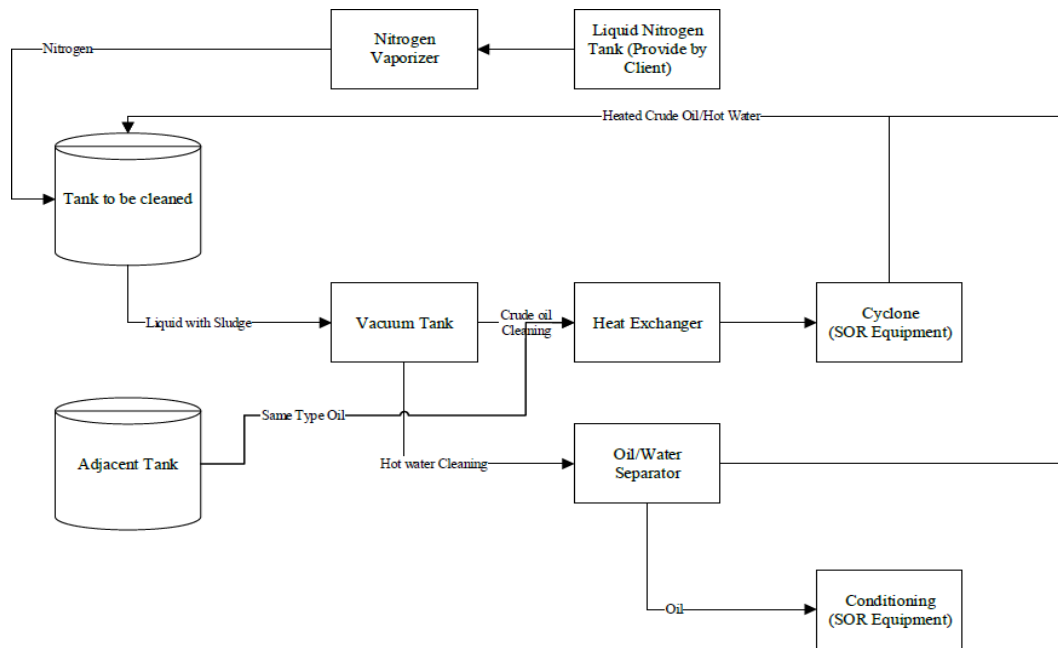 Nitrogen
Nitrogen
Vaporizer
Liquid Nitrogen
Tank (Provide by
Client)
Heated Crude Oil/Hot Water
Tank to be cleaned
Liquid with Sludge
Vacuum Tank
Crude oil
Cleaning
Heat Exchanger
Cyclone
(SOR Equipment)
Same Type Oil
Adjacent Tank
Hot water Cleaning
Oil/Water
Separator
Oil
Conditioning
(SOR Equipment)